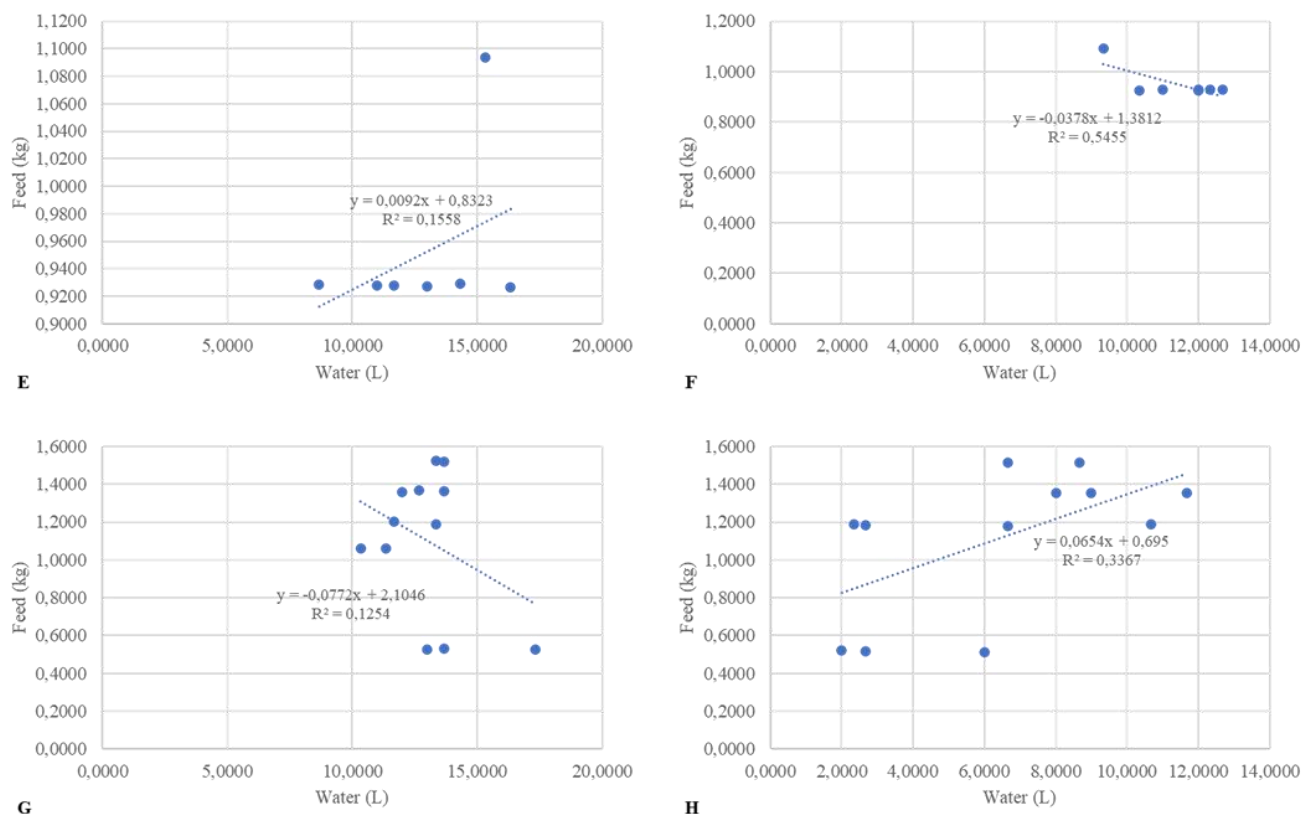 1,1200
1,1000
1,0800
1,0600
1,0400
1,0200
1,0000
0,9800
0,9600
0,9400
0,9200
0,9000
Feed (kg)
y = 0,0092x + 0,8323
R² = 0,1558
0,0000 5,0000 10,0000 15,0000 20,0000
Water (L)
E
1,2000
1,0000
0,8000
0,6000
0,4000
0,2000
0,0000
Feed (kg)
y = -0,0378x + 1,3812
R² = 0,5455
0,0000 2,0000 4,0000 6,0000 8,0000 10,0000 12,0000 14,0000
Water (L)
F
1,6000
1,4000
1,2000
1,0000
0,8000
0,6000
0,4000
0,2000
0,0000
Feed (kg)
y = -0,0772x + 2,1046
R² = 0,1254
0,0000 5,0000 10,0000 15,0000 20,0000
Water (L)
G
1,6000
1,4000
1,2000
1,0000
0,8000
0,6000
0,4000
0,2000
0,0000
Feed (kg)
y = 0,0654x + 0,695
R² = 0,3367
0,0000 2,0000 4,0000 6,0000 8,0000 10,0000 12,0000 14,0000
Water (L)
H